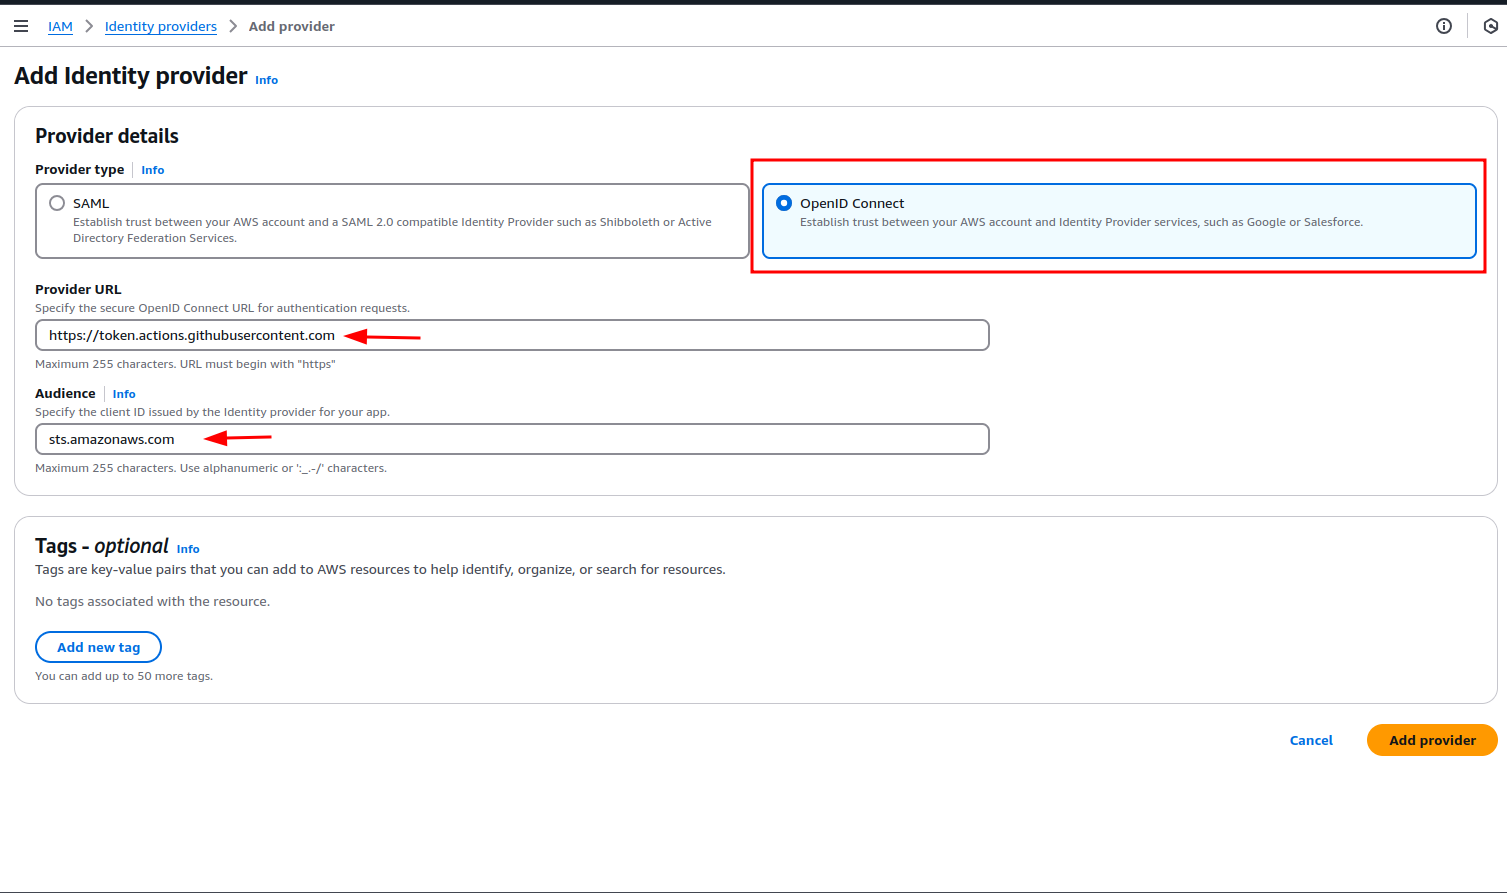 IAM > Identity providers > Add provider
Add Identity provider Info
Provider details
Provider type Info
SAML
Establish trust between your AWS account and a SAML 2.0 compatible Identity Provider such as Shibboleth or Active
Directory Federation Services.
OpenID Connect
Establish trust between your AWS account and Identity Provider services, such as Google or Salesforce.
Provider URL
Specify the secure OpenID Connect URL for authentication requests.
https://token.actions.githubusercontent.com
Maximum 255 characters. URL must begin with "https"
Audience Info
Specify the client ID issued by the Identity provider for your app.
sts.amazonaws.com
Maximum 255 characters. Use alphanumeric or ':_.-/' characters.
Tags - optional Info
Tags are key-value pairs that you can add to AWS resources to help identify, organize, or search for resources.
No tags associated with the resource.
Add new tag
You can add up to 50 more tags.
Cancel Add provider